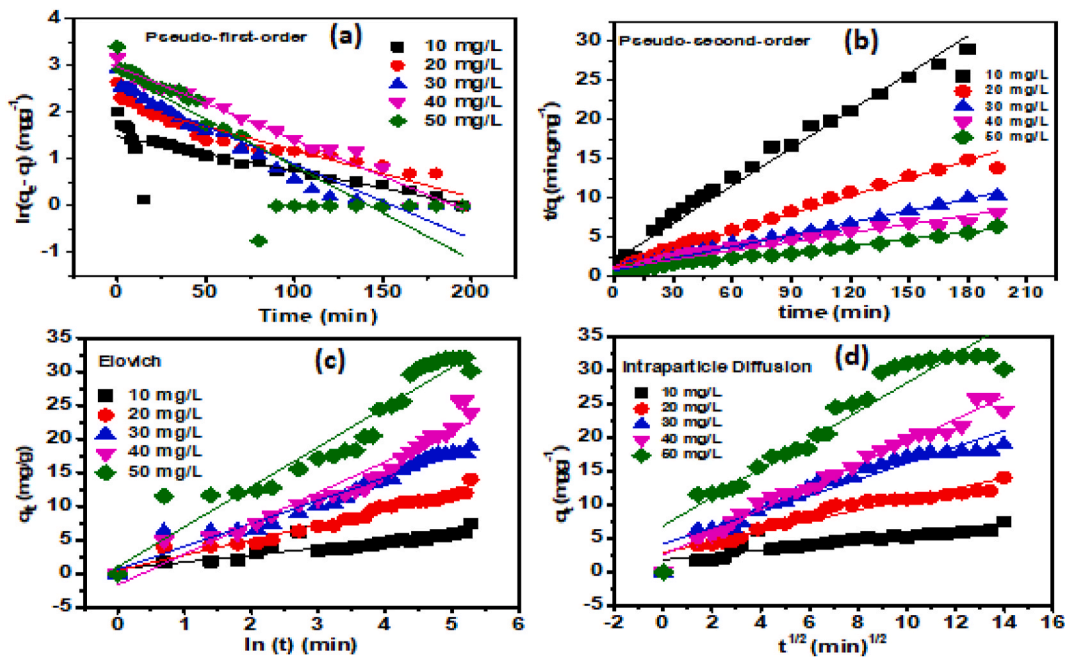 Pseudo-first-order
(a)
10 mg/L
20 mg/L
30 mg/L
40 mg/L
50 mg/L
ln(qₜ- q) (mgg⁻¹)
4
3
2
1
0
-1
0 50 100 150 200
Time (min)
Pseudo-second-order
(b)
10 mg/L
20 mg/L
30 mg/L
40 mg/L
50 mg/L
t/qₜ(min.gmg⁻¹)
30
25
20
15
10
5
0
0 30 60 90 120 150 180 210
time (min)
Elovich
(c)
10 mg/L
20 mg/L
30 mg/L
40 mg/L
50 mg/L
qₜ (mg/g)
35
30
25
20
15
10
5
0
-5
0 1 2 3 4 5 6
ln (t) (min)
(d)
Intraparticle Diffusion
10 mg/L
20 mg/L
30 mg/L
40 mg/L
50 mg/L
qₜ (mgg⁻¹)
35
30
25
20
15
10
5
0
-5
-2 0 2 4 6 8 10 12 14 16
t¹ᐟ² (min)¹ᐟ²